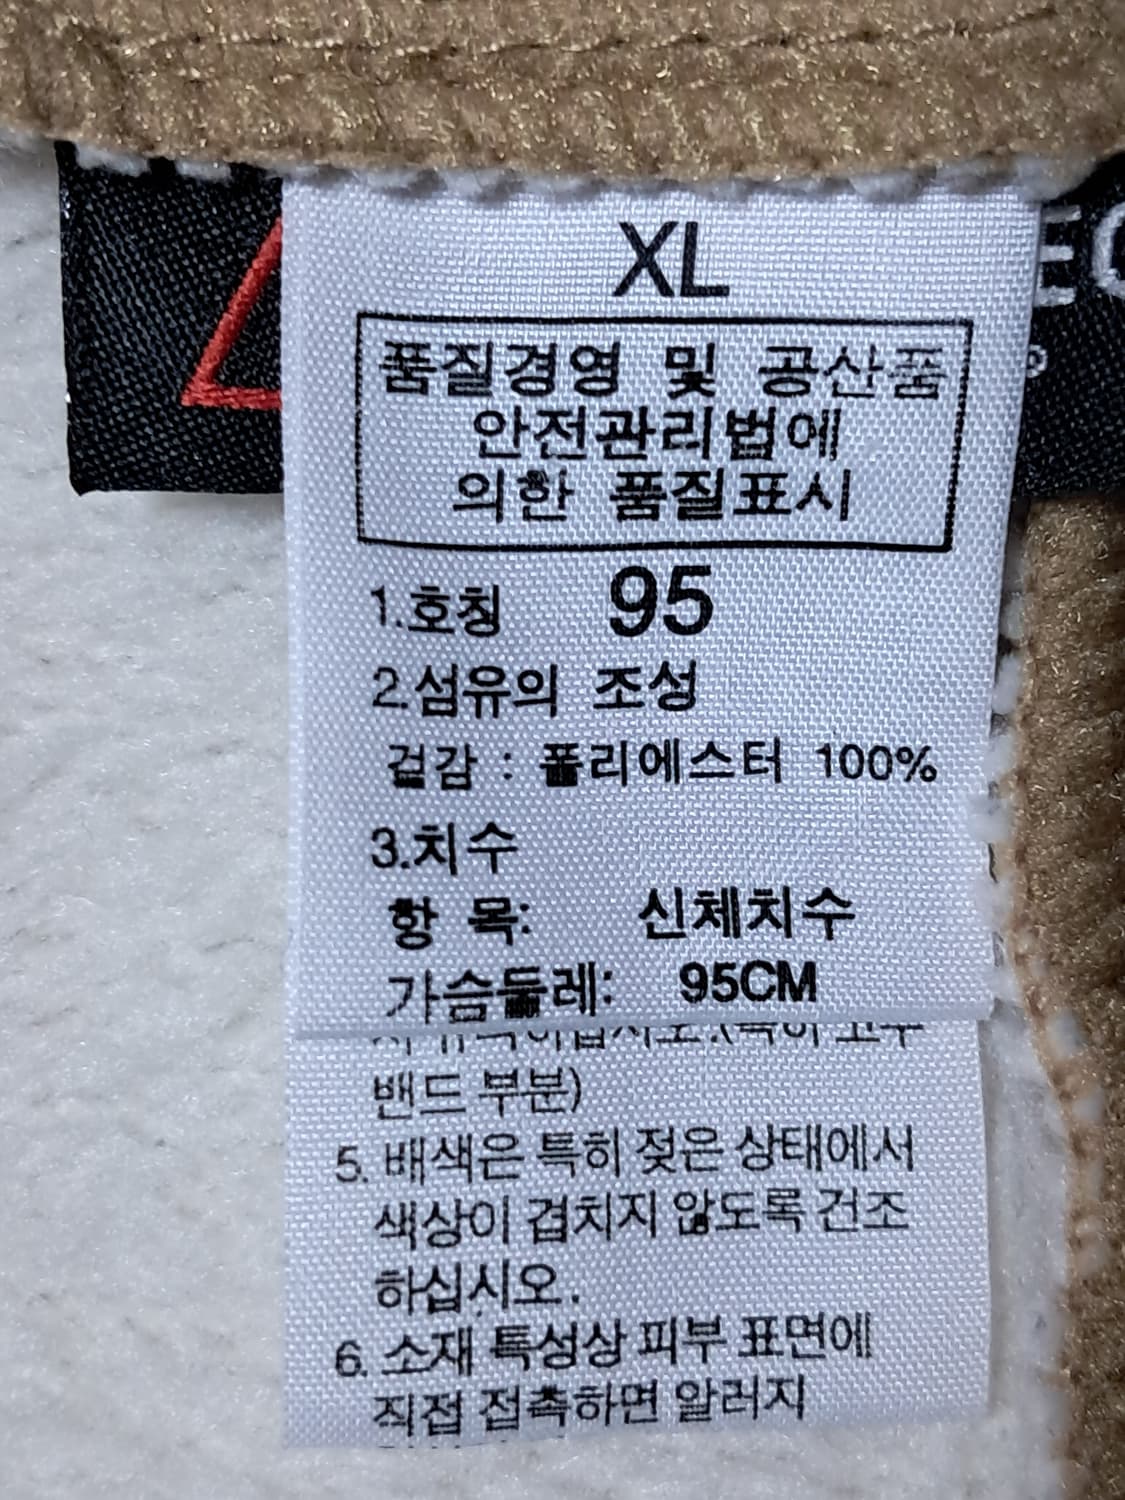 XL
품질경영 및 공산품
안전관리법에
의한 품질표시
1.호칭 95
2.섬유의 조성
겉감 : 폴리에스터 100%
3.치수
항 목: 신체치수
가슴둘레: 95CM
밴드 부분)
5. 배색은 특히 젖은 상태에서
색상이 겹치지 않도록 건조
하십시오.
6. 소재 특성상 피부 표면에
직접 접촉하면 알러지